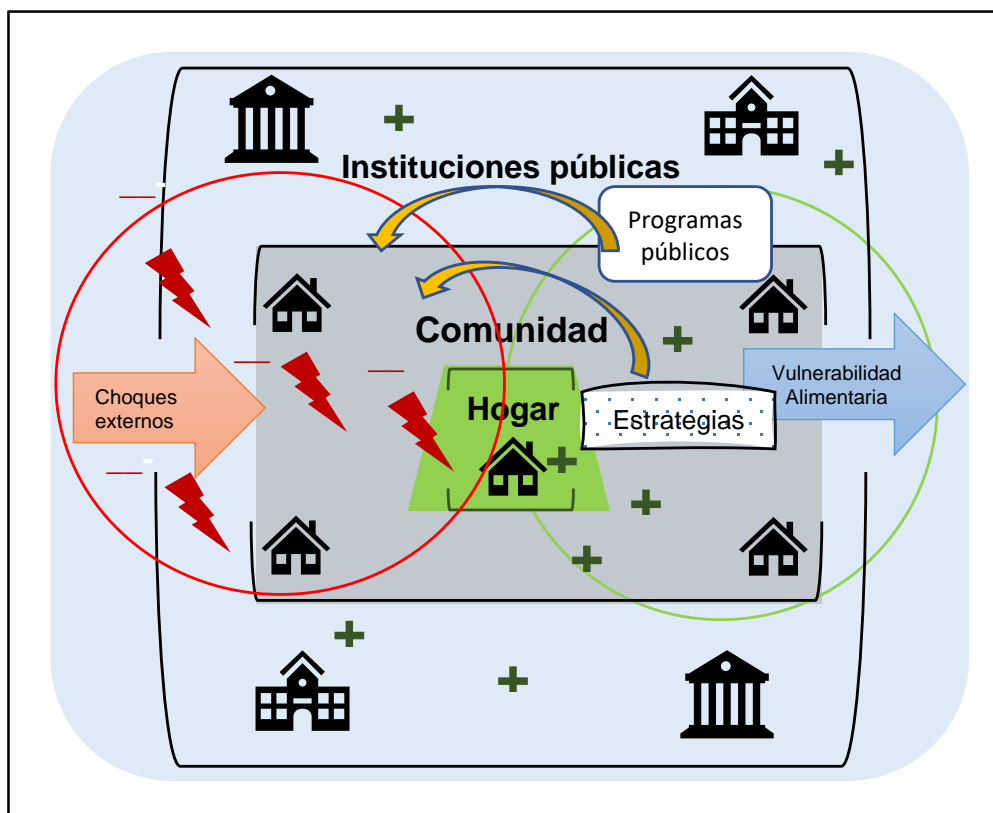 Instituciones públicas
Programas
públicos
Comunidad
Choques
externos
Hogar
Estrategias
Vulnerabilidad
Alimentaria